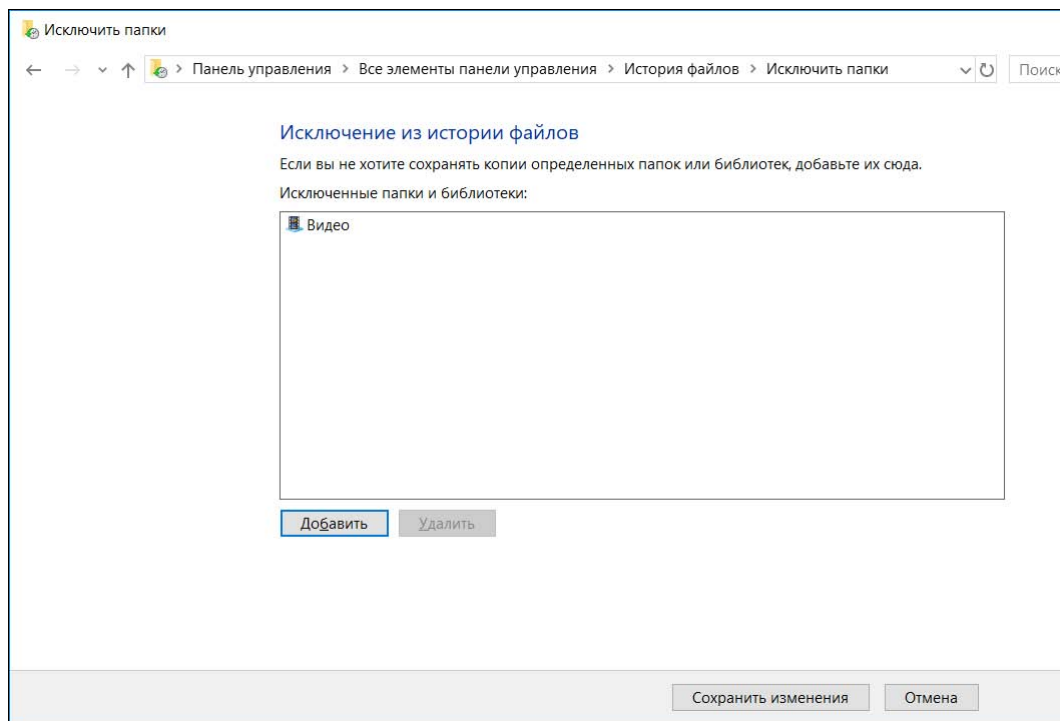 Исключить папки
Панель управления > Все элементы панели управления > История файлов > Исключить папки
Поиск
Исключение из истории файлов
Если вы не хотите сохранять копии определенных папок или библиотек, добавьте их сюда.
Исключенные папки и библиотеки:
Видео
Добавить Удалить
Сохранить изменения Отмена